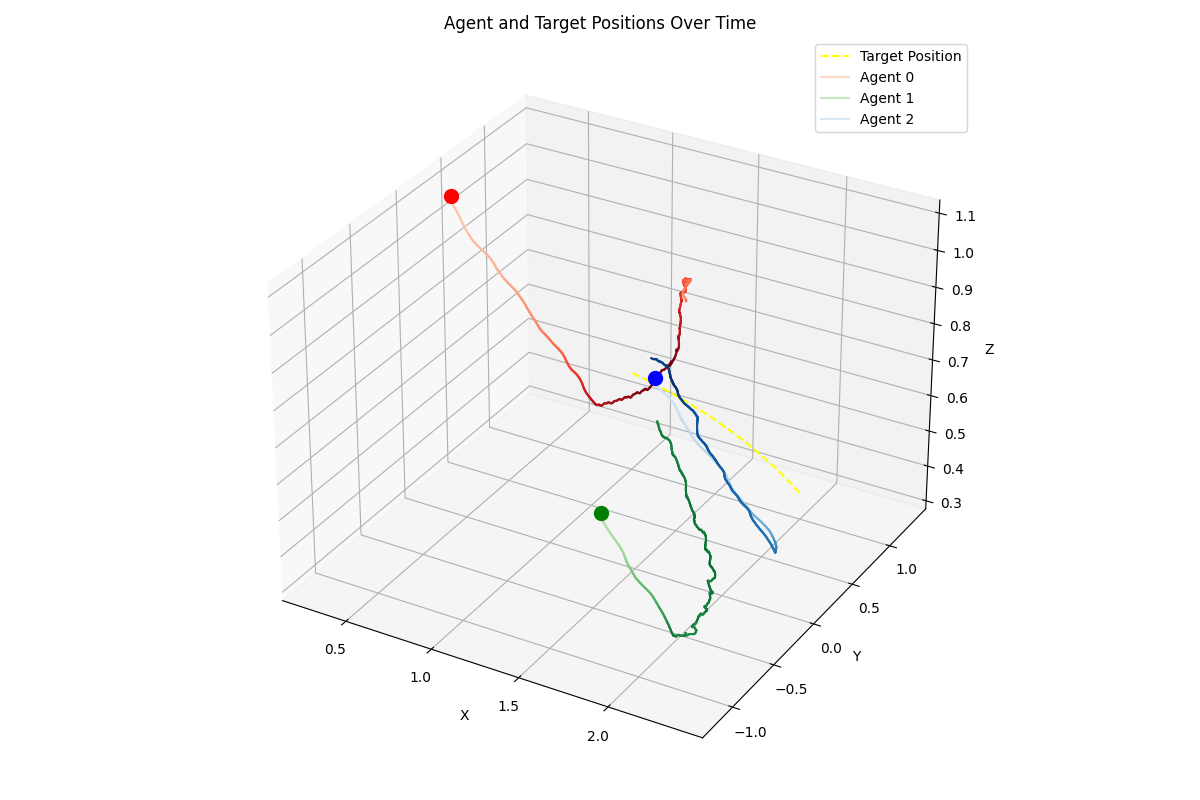 Agent and Target Positions Over Time
Target Position
Agent 0
Agent 1
Agent 2
1.1
1.0
0.9
0.8
0.7
0.6
0.5
0.4
0.3
Z
1.0
0.5
0.0
−0.5
−1.0
Y
0.5
1.0
1.5
2.0
X